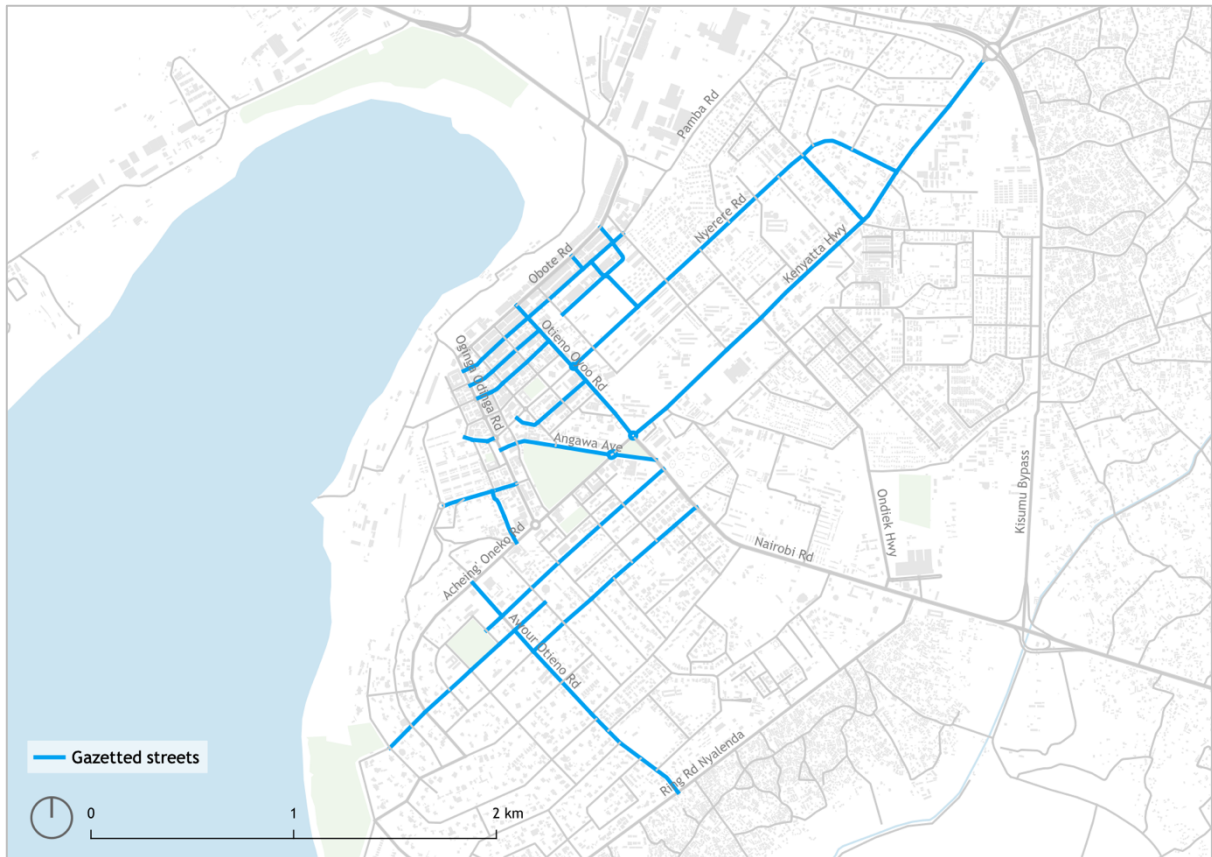 Pamba Rd
Nyerere Rd
Kenyatta Hwy
Obote Rd
Otieno Oyoo Rd
Oginga Odinga Rd
Angawa Ave
Ondiek Hwy
Kisumu Bypass
Nairobi Rd
Acheing' Oneko Rd
Awour Otieno Rd
Ring Rd Nyalenda
Gazetted streets
0 1 2 km